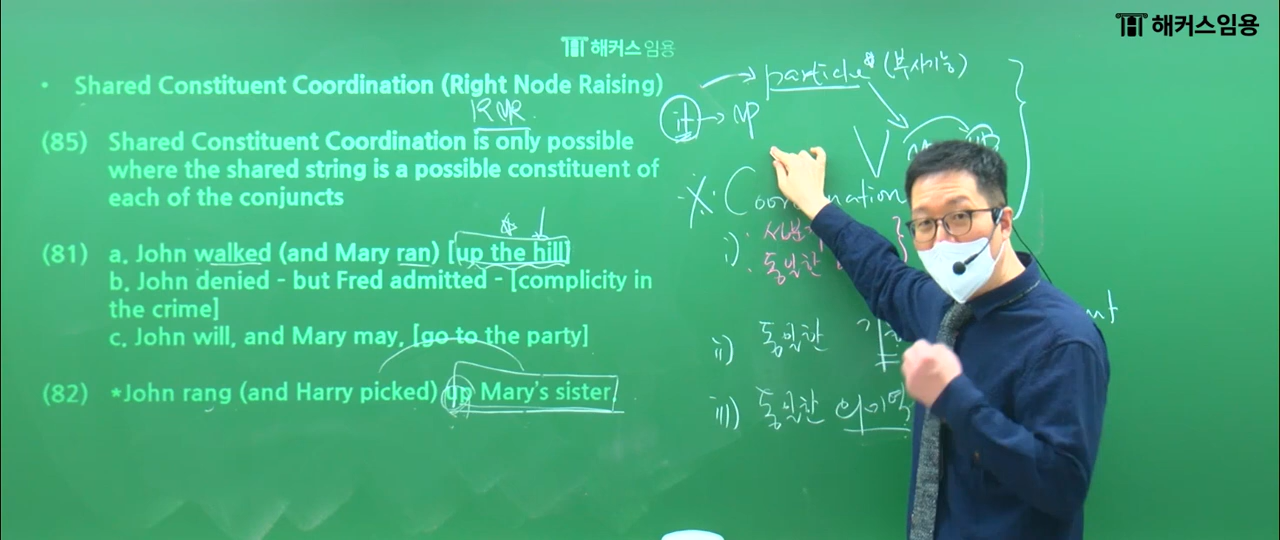 해커스임용
해커스임용
• Shared Constituent Coordination (Right Node Raising)
RNR.
(85) Shared Constituent Coordination is only possible
where the shared string is a possible constituent of
each of the conjuncts
(81) a. John walked (and Mary ran) [up the hill]
b. John denied - but Fred admitted - [complicity in
the crime]
c. John will, and Mary may, [go to the party]
(82) *John rang (and Harry picked) up Mary's sister
particle (부사기능)
it → up
V
※. Coordination
i) ·
· 동일한
ii) 동일한
iii) 동일한